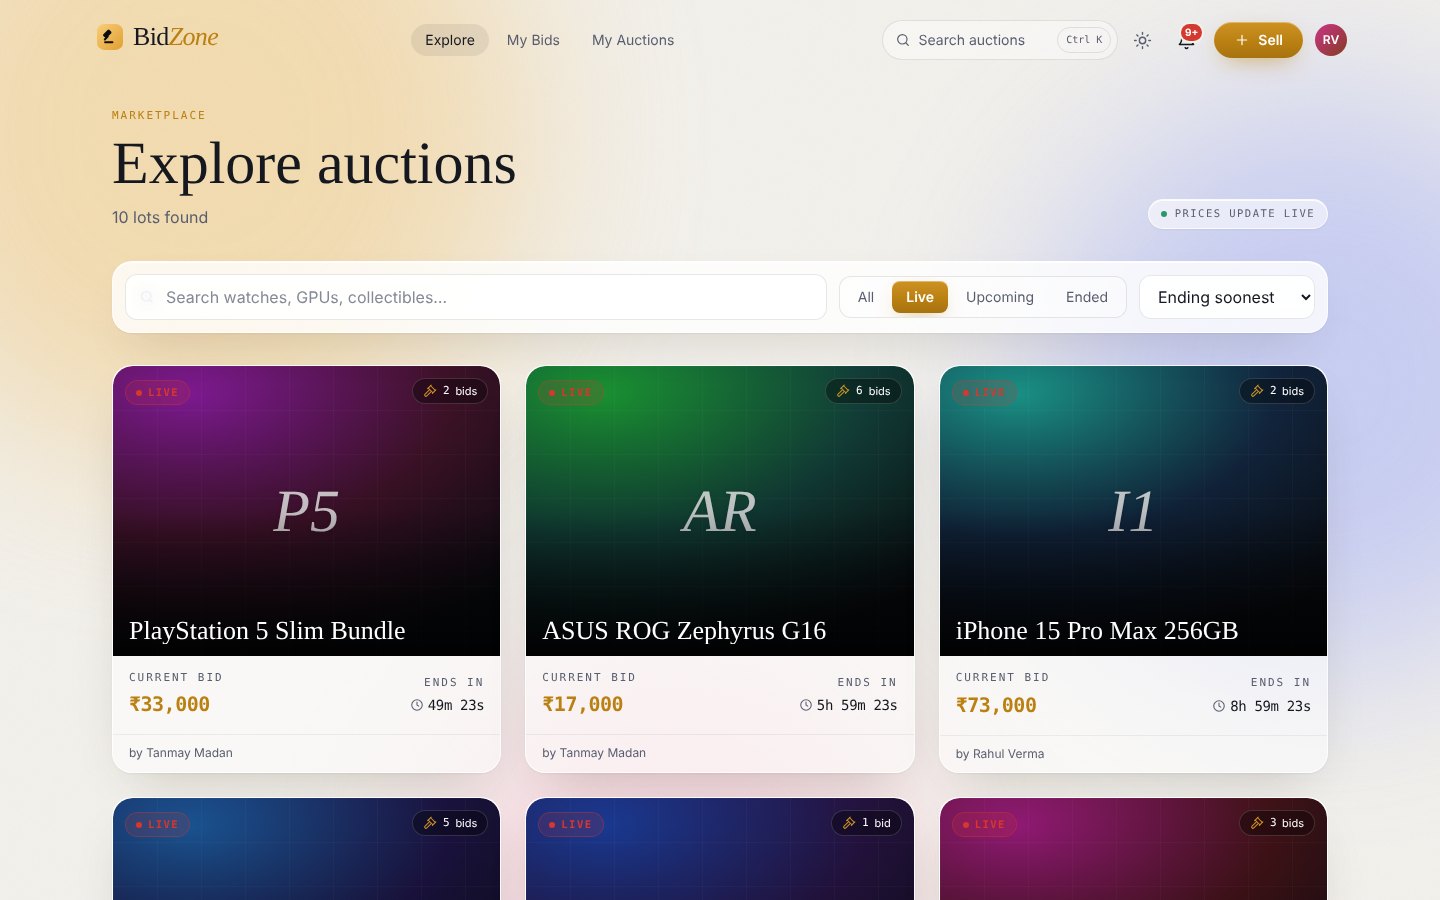 BidZone
Explore
My Bids
My Auctions
Search auctions
Ctrl K
9+
Sell
RV
MARKETPLACE
Explore auctions
10 lots found
PRICES UPDATE LIVE
Search watches, GPUs, collectibles...
All
Live
Upcoming
Ended
Ending soonest
LIVE
2 bids
P5
PlayStation 5 Slim Bundle
CURRENT BID
ENDS IN
₹33,000
49m 23s
by Tanmay Madan
LIVE
6 bids
AR
ASUS ROG Zephyrus G16
CURRENT BID
ENDS IN
₹17,000
5h 59m 23s
by Tanmay Madan
LIVE
2 bids
I1
iPhone 15 Pro Max 256GB
CURRENT BID
ENDS IN
₹73,000
8h 59m 23s
by Rahul Verma
LIVE
5 bids
LIVE
1 bid
LIVE
3 bids